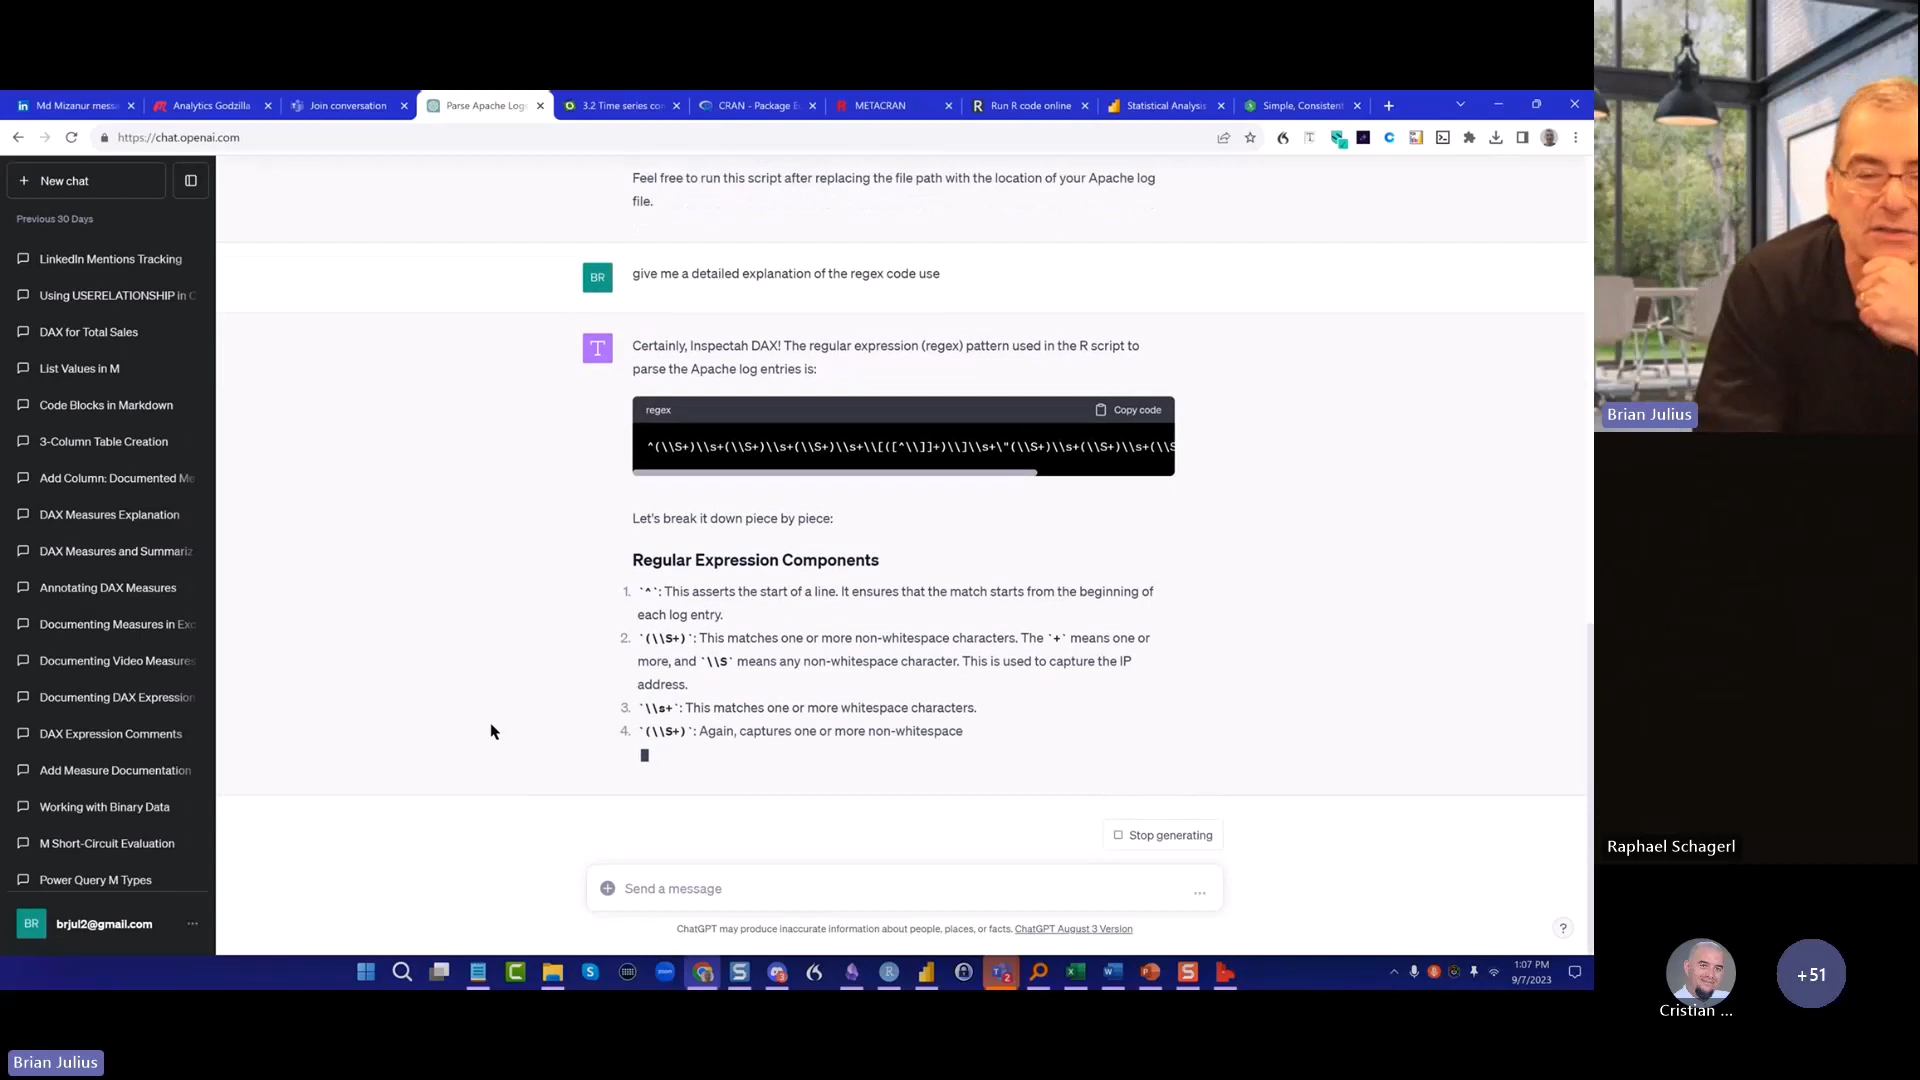 Md Mizanur mess
Analytics Godzilla
Join conversation
Parse Apache Log
3.2 Time series con
CRAN - Package E
METACRAN
Run R code online
Statistical Analysis
Simple, Consistent
https://chat.openai.com
New chat
Previous 30 Days
LinkedIn Mentions Tracking
Using USERELATIONSHIP in C
DAX for Total Sales
List Values in M
Code Blocks in Markdown
3-Column Table Creation
Add Column: Documented Me
DAX Measures Explanation
DAX Measures and Summariz
Annotating DAX Measures
Documenting Measures in Exc
Documenting Video Measures
Documenting DAX Expression
DAX Expression Comments
Add Measure Documentation
Working with Binary Data
M Short-Circuit Evaluation
Power Query M Types
BR brjul2@gmail.com
Feel free to run this script after replacing the file path with the location of your Apache log
file.
BR give me a detailed explanation of the regex code use
T Certainly, Inspectah DAX! The regular expression (regex) pattern used in the R script to
parse the Apache log entries is:
regex Copy code
^(\\S+)\\s+(\\S+)\\s+(\\S+)\\s+\\[([^\\]]+)\\]\\s+\"(\\S+)\\s+(\\S+)\\s+(\\S
Let's break it down piece by piece:
Regular Expression Components
1. `^`: This asserts the start of a line. It ensures that the match starts from the beginning of
each log entry.
2. `(\\S+)`: This matches one or more non-whitespace characters. The `+` means one or
more, and `\\S` means any non-whitespace character. This is used to capture the IP
address.
3. `\\s+`: This matches one or more whitespace characters.
4. `(\\S+)`: Again, captures one or more non-whitespace
Stop generating
Send a message
ChatGPT may produce inaccurate information about people, places, or facts. ChatGPT August 3 Version
?
1:07 PM
9/7/2023
Brian Julius
Raphael Schagerl
Cristian ...
+51
Brian Julius